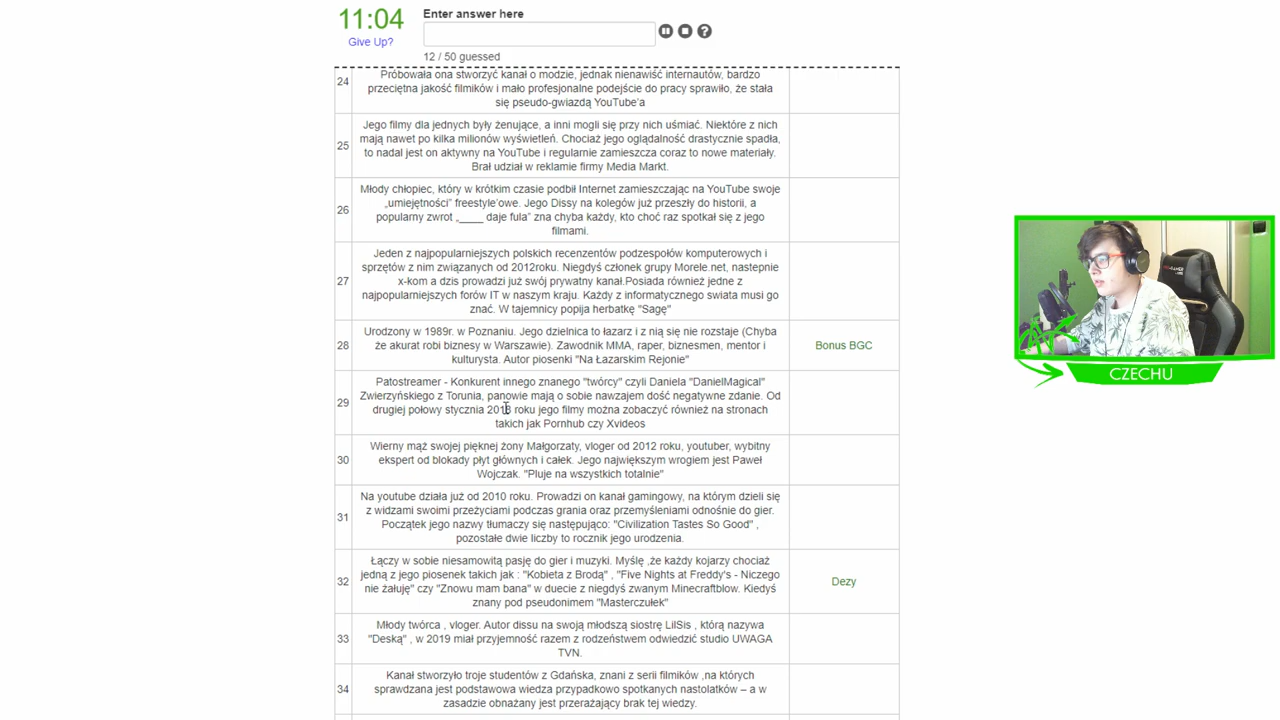 11:04
Give Up?
Enter answer here
12 / 50 guessed
24
Próbowała ona stworzyć kanał o modzie, jednak nienawiść internautów, bardzo
przeciętna jakość filmików i mało profesjonalne podejście do pracy sprawiło, że stała
się pseudo-gwiazdą YouTube'a
25
Jego filmy dla jednych były żenujące, a inni mogli się przy nich uśmiać. Niektóre z nich
mają nawet po kilka milionów wyświetleń. Chociaż jego oglądalność drastycznie spadła,
to nadal jest on aktywny na YouTube i regularnie zamieszcza coraz to nowe materiały.
Brał udział w reklamie firmy Media Markt.
26
Młody chłopiec, który w krótkim czasie podbił Internet zamieszczając na YouTube swoje
„umiejętności” freestyle'owe. Jego Dissy na kolegów już przeszły do historii, a
popularny zwrot „____ daje fula” zna chyba każdy, kto choć raz spotkał się z jego
filmami.
27
Jeden z najpopularniejszych polskich recenzentów podzespołów komputerowych i
sprzętów z nim związanych od 2012roku. Niegdyś członek grupy Morele.net, nastepnie
x-kom a dzis prowadzi już swój prywatny kanał.Posiada również jedne z
najpopularniejszych forów IT w naszym kraju. Każdy z informatycznego swiata musi go
znać. W tajemnicy popija herbatkę "Sagę"
28
Urodzony w 1989r. w Poznaniu. Jego dzielnica to łazarz i z nią się nie rozstaje (Chyba
że akurat robi biznesy w Warszawie). Zawodnik MMA, raper, biznesmen, mentor i
kulturysta. Autor piosenki "Na Łazarskim Rejonie"
Bonus BGC
29
Patostreamer - Konkurent innego znanego "twórcy" czyli Daniela "DanielMagical"
Zwierzyńskiego z Torunia, panowie mają o sobie nawzajem dość negatywne zdanie. Od
drugiej połowy stycznia 2018 roku jego filmy można zobaczyć również na stronach
takich jak Pornhub czy Xvideos
30
Wierny mąż swojej pięknej żony Małgorzaty, vloger od 2012 roku, youtuber, wybitny
ekspert od blokady płyt głównych i całek. Jego największym wrogiem jest Paweł
Wojczak. "Pluje na wszystkich totalnie"
31
Na youtube działa już od 2010 roku. Prowadzi on kanał gamingowy, na którym dzieli się
z widzami swoimi przeżyciami podczas grania oraz przemyśleniami odnośnie do gier.
Początek jego nazwy tłumaczy się następująco: "Civilization Tastes So Good" ,
pozostałe dwie liczby to rocznik jego urodzenia.
32
Łączy w sobie niesamowitą pasję do gier i muzyki. Myślę ,że każdy kojarzy chociaż
jedną z jego piosenek takich jak : "Kobieta z Brodą" , "Five Nights at Freddy's - Niczego
nie żałuję" czy "Znowu mam bana" w duecie z niegdyś zwanym Minecraftblow. Kiedyś
znany pod pseudonimem "Masterczułek"
Dezy
33
Młody twórca , vloger. Autor dissu na swoją młodszą siostrę LilSis , którą nazywa
"Deską" , w 2019 miał przyjemność razem z rodzeństwem odwiedzić studio UWAGA
TVN.
34
Kanał stworzyło troje studentów z Gdańska, znani z serii filmików ,na których
sprawdzana jest podstawowa wiedza przypadkowo spotkanych nastolatków – a w
zasadzie obnażany jest przerażający brak tej wiedzy.
CZECHU